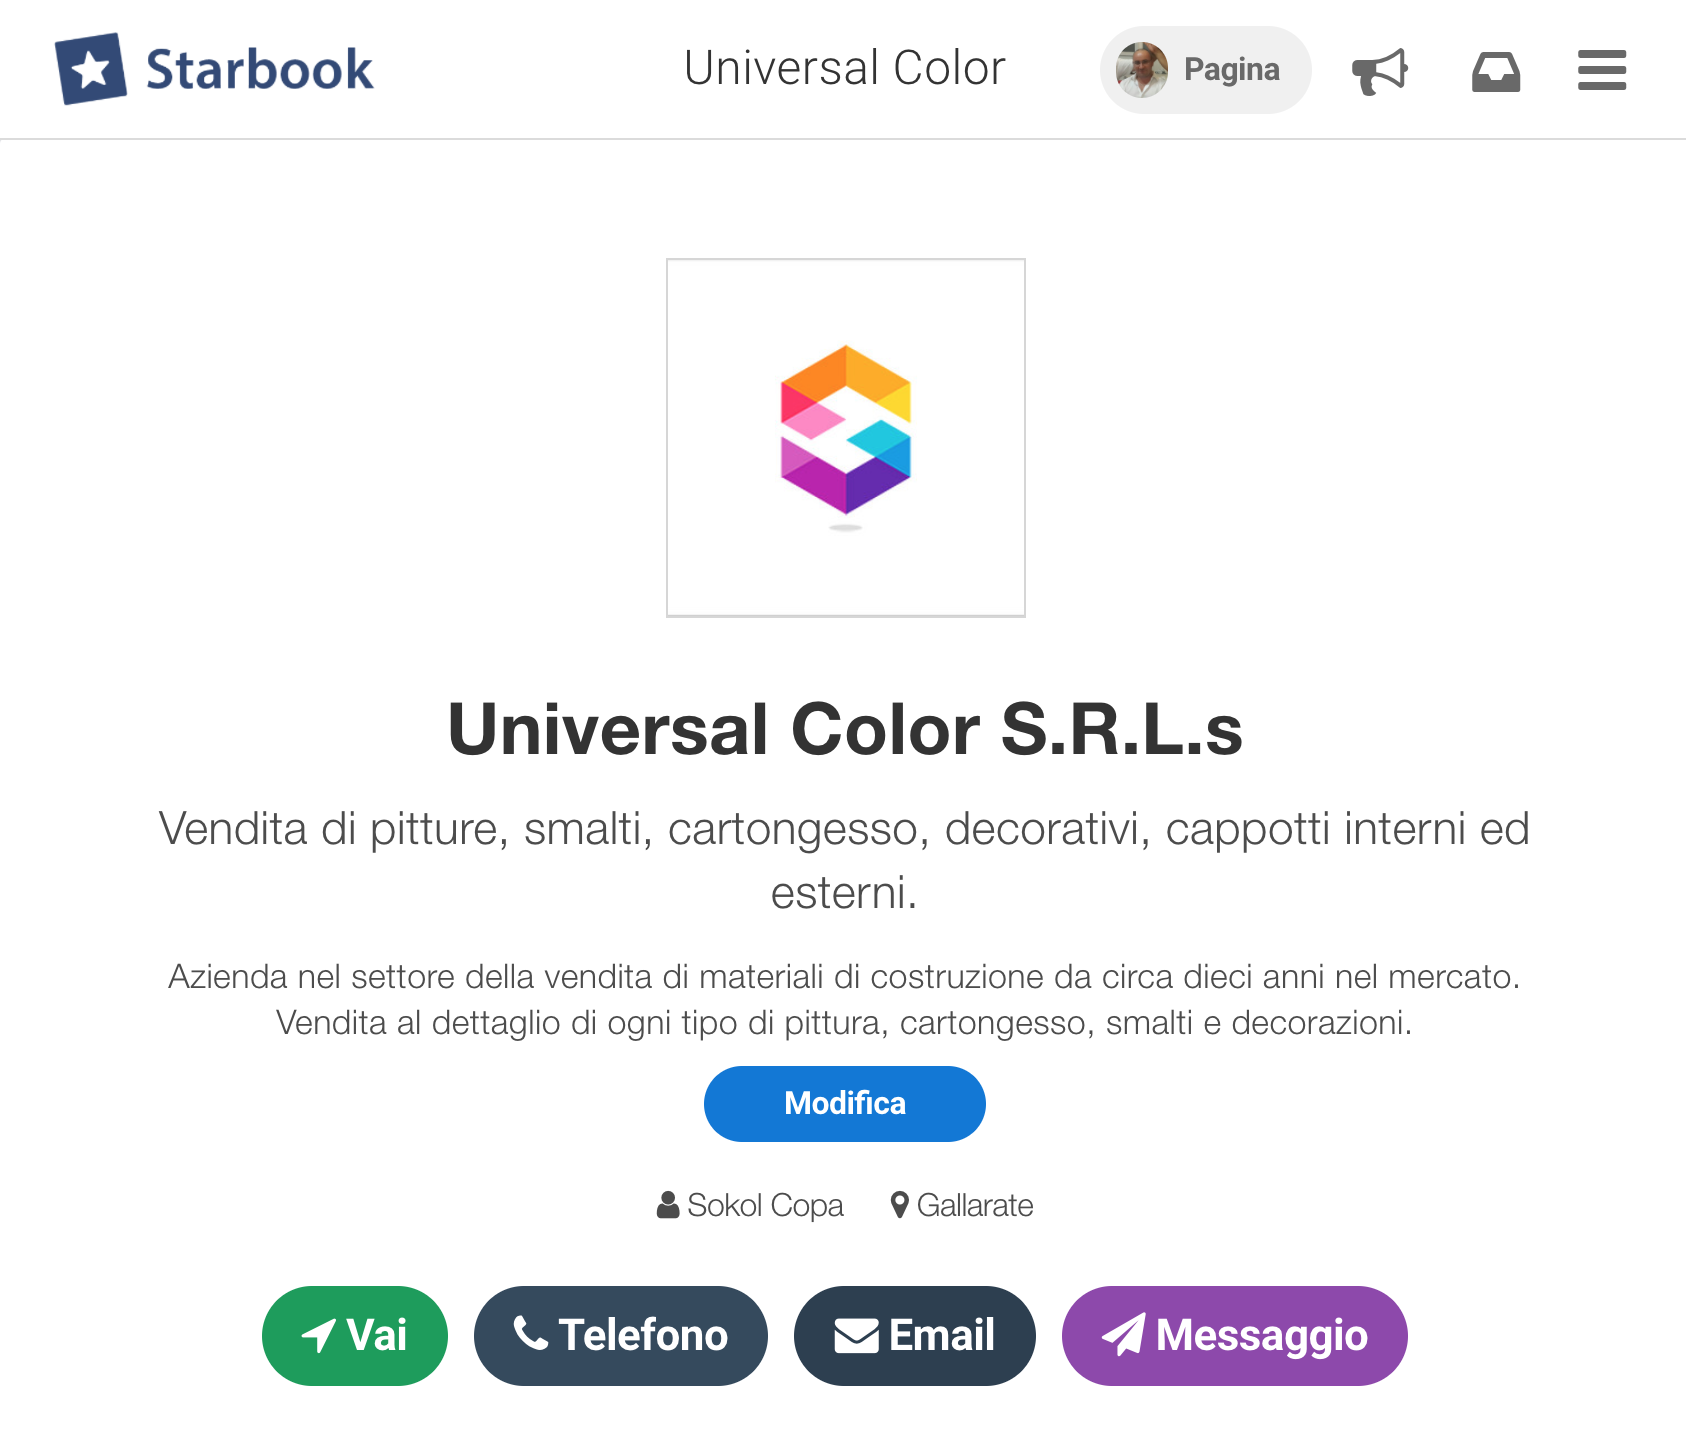 Starbook
Universal Color
Pagina
Universal Color S.R.L.s
Vendita di pitture, smalti, cartongesso, decorativi, cappotti interni ed
esterni.
Azienda nel settore della vendita di materiali di costruzione da circa dieci anni nel mercato.
Vendita al dettaglio di ogni tipo di pittura, cartongesso, smalti e decorazioni.
Modifica
Sokol Copa
Gallarate
Vai
Telefono
Email
Messaggio